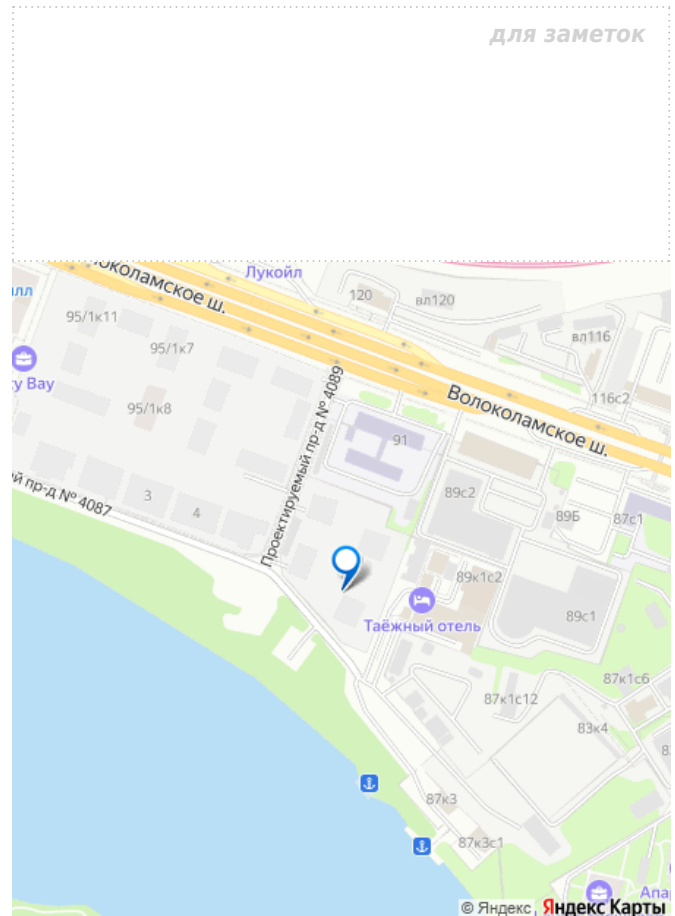 для заметок
Волоколамское ш.
Лукойл
120
вл120
95/1к11
95/1к7
вл116
Проектируемый пр-д № 4089
116с2
95/1к8
Волоколамское ш.
91
пр-д № 4087
3
4
89с2
89Б
87с1
89к1с2
Таёжный отель
89с1
87к1с6
87к1с12
83к4
87к3
87к3с1
© Яндекс Яндекс Карты